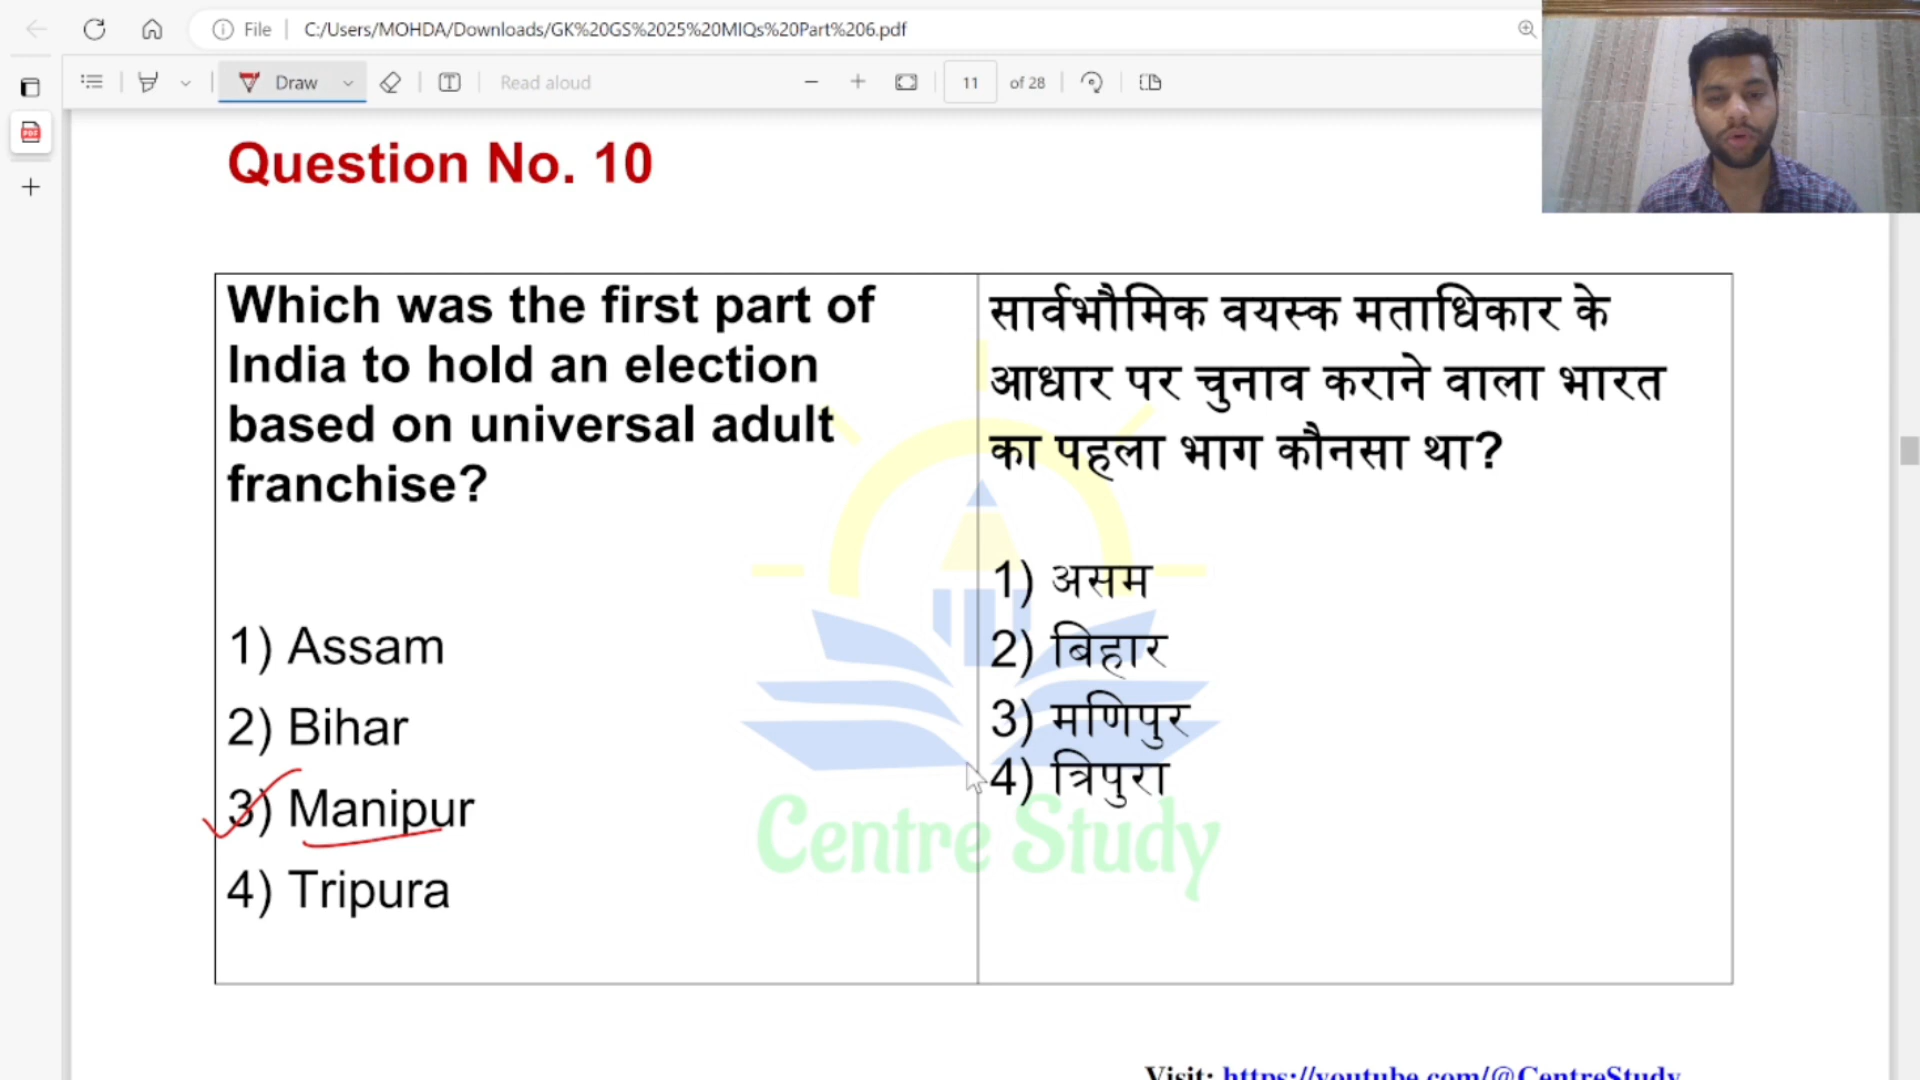 File
C:/Users/MOHDA/Downloads/GK%20GS%2025%20MIQs%20Part%206.pdf
Draw
Read aloud
11
of 28
PDF
Question No. 10
Which was the first part of
India to hold an election
based on universal adult
franchise?
1) Assam
2) Bihar
3) Manipur
4) Tripura
सार्वभौमिक वयस्क मताधिकार के
आधार पर चुनाव कराने वाला भारत
का पहला भाग कौनसा था?
1) असम
2) बिहार
3) मणिपुर
4) त्रिपुरा
Centre Study
Visit: https://youtube.com/@CentreStudy